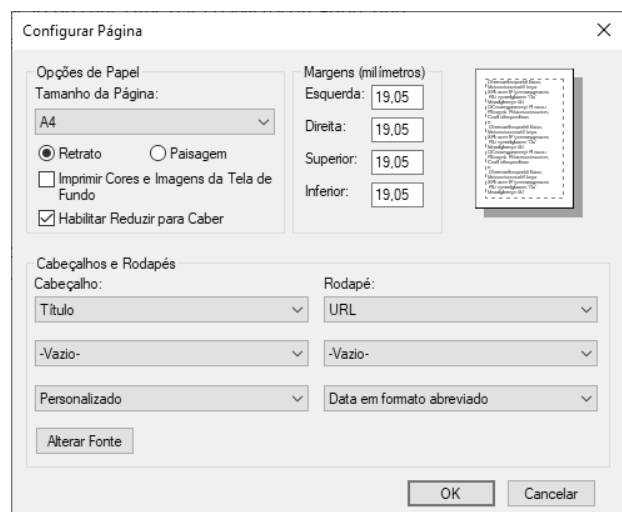 Configurar Página
Opções de Papel
Tamanho da Página:
A4
Retrato
Paisagem
Imprimir Cores e Imagens da Tela de
Fundo
Habilitar Reduzir para Caber
Margens (milímetros)
Esquerda: 19,05
Direita: 19,05
Superior: 19,05
Inferior: 19,05
Cabeçalhos e Rodapés
Cabeçalho:
Título
-Vazio-
Personalizado
Rodapé:
URL
-Vazio-
Data em formato abreviado
Alterar Fonte
OK
Cancelar